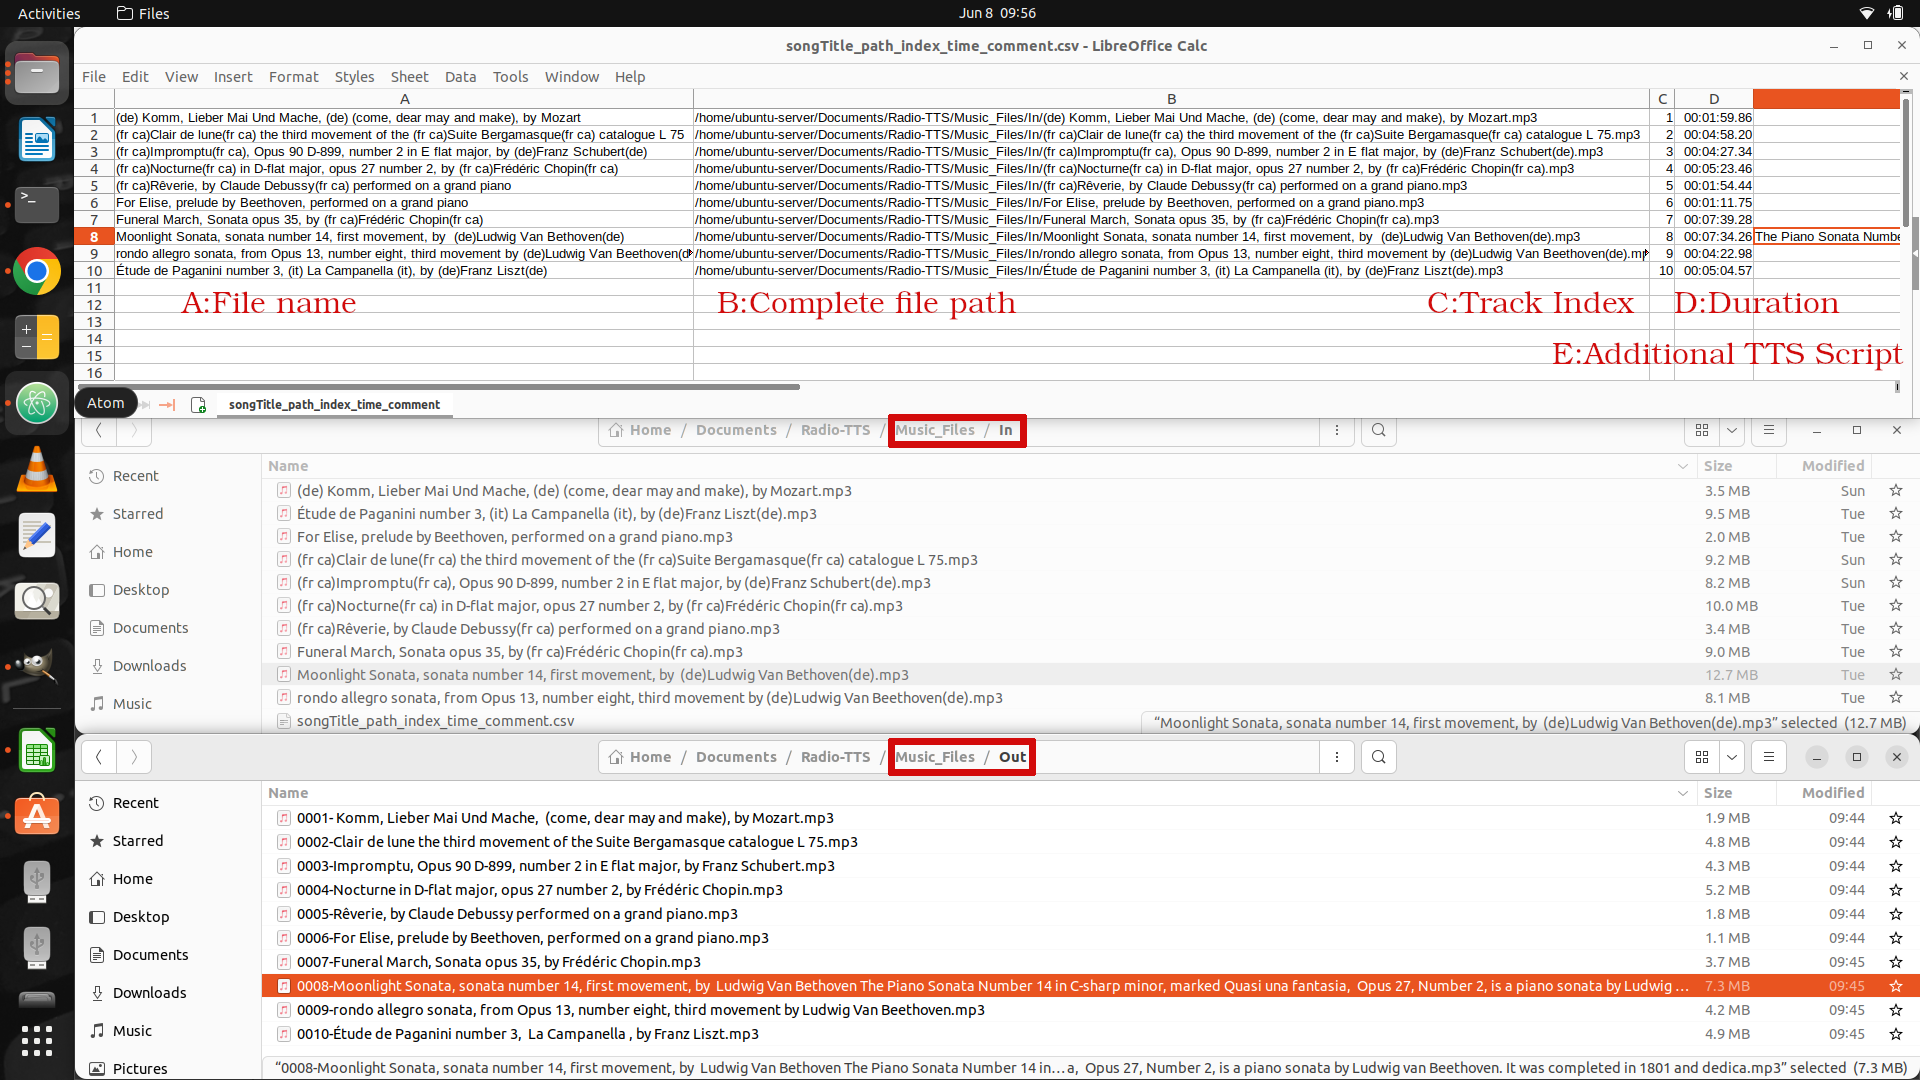 Activities Files Jun 8 09:56
songTitle_path_index_time_comment.csv - LibreOffice Calc
File Edit View Insert Format Styles Sheet Data Tools Window Help
A B C D
1 (de) Komm, Lieber Mai Und Mache, (de) (come, dear may and make), by Mozart /home/ubuntu-server/Documents/Radio-TTS/Music_Files/In/(de) Komm, Lieber Mai Und Mache, (de) (come, dear may and make), by Mozart.mp3 1 00:01:59.86
2 (fr ca)Clair de lune(fr ca) the third movement of the (fr ca)Suite Bergamasque(fr ca) catalogue L 75 /home/ubuntu-server/Documents/Radio-TTS/Music_Files/In/(fr ca)Clair de lune(fr ca) the third movement of the (fr ca)Suite Bergamasque(fr ca) catalogue L 75.mp3 2 00:04:58.20
3 (fr ca)Impromptu(fr ca), Opus 90 D-899, number 2 in E flat major, by (de)Franz Schubert(de) /home/ubuntu-server/Documents/Radio-TTS/Music_Files/In/(fr ca)Impromptu(fr ca), Opus 90 D-899, number 2 in E flat major, by (de)Franz Schubert(de).mp3 3 00:04:27.34
4 (fr ca)Nocturne(fr ca) in D-flat major, opus 27 number 2, by (fr ca)Frédéric Chopin(fr ca) /home/ubuntu-server/Documents/Radio-TTS/Music_Files/In/(fr ca)Nocturne(fr ca) in D-flat major, opus 27 number 2, by (fr ca)Frédéric Chopin(fr ca).mp3 4 00:05:23.46
5 (fr ca)Rêverie, by Claude Debussy(fr ca) performed on a grand piano /home/ubuntu-server/Documents/Radio-TTS/Music_Files/In/(fr ca)Rêverie, by Claude Debussy(fr ca) performed on a grand piano.mp3 5 00:01:54.44
6 For Elise, prelude by Beethoven, performed on a grand piano /home/ubuntu-server/Documents/Radio-TTS/Music_Files/In/For Elise, prelude by Beethoven, performed on a grand piano.mp3 6 00:01:11.75
7 Funeral March, Sonata opus 35, by (fr ca)Frédéric Chopin(fr ca) /home/ubuntu-server/Documents/Radio-TTS/Music_Files/In/Funeral March, Sonata opus 35, by (fr ca)Frédéric Chopin(fr ca).mp3 7 00:07:39.28
8 Moonlight Sonata, sonata number 14, first movement, by (de)Ludwig Van Bethoven(de) /home/ubuntu-server/Documents/Radio-TTS/Music_Files/In/Moonlight Sonata, sonata number 14, first movement, by (de)Ludwig Van Bethoven(de).mp3 8 00:07:34.26 The Piano Sonata Numbe
9 rondo allegro sonata, from Opus 13, number eight, third movement by (de)Ludwig Van Beethoven(d /home/ubuntu-server/Documents/Radio-TTS/Music_Files/In/rondo allegro sonata, from Opus 13, number eight, third movement by (de)Ludwig Van Beethoven(de).mp 9 00:04:22.98
10 Étude de Paganini number 3, (it) La Campanella (it), by (de)Franz Liszt(de) /home/ubuntu-server/Documents/Radio-TTS/Music_Files/In/Étude de Paganini number 3, (it) La Campanella (it), by (de)Franz Liszt(de).mp3 10 00:05:04.57
11
12 A:File name B:Complete file path C:Track Index D:Duration
13
14
15 E:Additional TTS Script
16
Atom songTitle_path_index_time_comment
Home / Documents / Radio-TTS / Music_Files / In
Name Size Modified
Recent
Starred
Home
Desktop
Documents
Downloads
Music
(de) Komm, Lieber Mai Und Mache, (de) (come, dear may and make), by Mozart.mp3 3.5 MB Sun
Étude de Paganini number 3, (it) La Campanella (it), by (de)Franz Liszt(de).mp3 9.5 MB Tue
For Elise, prelude by Beethoven, performed on a grand piano.mp3 2.0 MB Tue
(fr ca)Clair de lune(fr ca) the third movement of the (fr ca)Suite Bergamasque(fr ca) catalogue L 75.mp3 9.2 MB Sun
(fr ca)Impromptu(fr ca), Opus 90 D-899, number 2 in E flat major, by (de)Franz Schubert(de).mp3 8.2 MB Sun
(fr ca)Nocturne(fr ca) in D-flat major, opus 27 number 2, by (fr ca)Frédéric Chopin(fr ca).mp3 10.0 MB Tue
(fr ca)Rêverie, by Claude Debussy(fr ca) performed on a grand piano.mp3 3.4 MB Tue
Funeral March, Sonata opus 35, by (fr ca)Frédéric Chopin(fr ca).mp3 9.0 MB Tue
Moonlight Sonata, sonata number 14, first movement, by (de)Ludwig Van Bethoven(de).mp3 12.7 MB Tue
rondo allegro sonata, from Opus 13, number eight, third movement by (de)Ludwig Van Beethoven(de).mp3 8.1 MB Tue
songTitle_path_index_time_comment.csv
“Moonlight Sonata, sonata number 14, first movement, by (de)Ludwig Van Bethoven(de).mp3” selected (12.7 MB)
Home / Documents / Radio-TTS / Music_Files / Out
Name Size Modified
Recent
Starred
Home
Desktop
Documents
Downloads
Music
Pictures
0001- Komm, Lieber Mai Und Mache, (come, dear may and make), by Mozart.mp3 1.9 MB 09:44
0002-Clair de lune the third movement of the Suite Bergamasque catalogue L 75.mp3 4.8 MB 09:44
0003-Impromptu, Opus 90 D-899, number 2 in E flat major, by Franz Schubert.mp3 4.3 MB 09:44
0004-Nocturne in D-flat major, opus 27 number 2, by Frédéric Chopin.mp3 5.2 MB 09:44
0005-Rêverie, by Claude Debussy performed on a grand piano.mp3 1.8 MB 09:44
0006-For Elise, prelude by Beethoven, performed on a grand piano.mp3 1.1 MB 09:44
0007-Funeral March, Sonata opus 35, by Frédéric Chopin.mp3 3.7 MB 09:45
0008-Moonlight Sonata, sonata number 14, first movement, by Ludwig Van Bethoven The Piano Sonata Number 14 in C-sharp minor, marked Quasi una fantasia, Opus 27, Number 2, is a piano sonata by Ludwig ... 7.3 MB 09:45
0009-rondo allegro sonata, from Opus 13, number eight, third movement by Ludwig Van Beethoven.mp3 4.2 MB 09:45
0010-Étude de Paganini number 3, La Campanella , by Franz Liszt.mp3 4.9 MB 09:45
“0008-Moonlight Sonata, sonata number 14, first movement, by Ludwig Van Bethoven The Piano Sonata Number 14 in...a, Opus 27, Number 2, is a piano sonata by Ludwig van Beethoven. It was completed in 1801 and dedica.mp3” selected (7.3 MB)